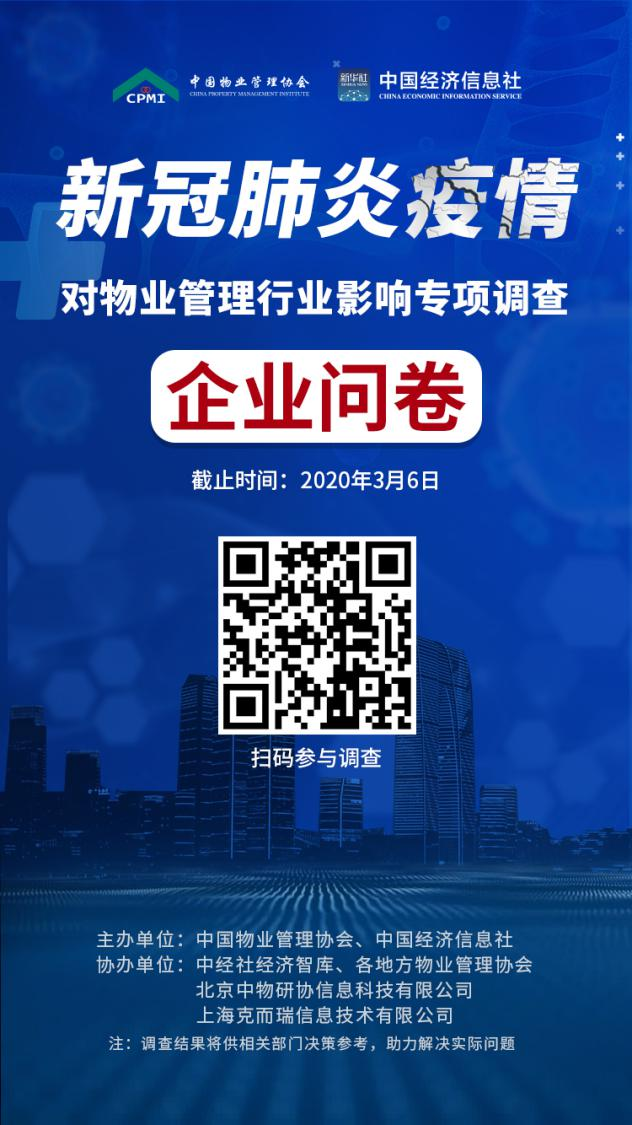 CPMI
中国物业管理协会
CHINA PROPERTY MANAGEMENT INSTITUTE
新华社
XINHUA NEWS
中国经济信息社
CHINA ECONOMIC INFORMATION SERVICE
新冠肺炎疫情
对物业管理行业影响专项调查
企业问卷
截止时间：2020年3月6日
扫码参与调查
主办单位：中国物业管理协会、中国经济信息社
协办单位：中经社经济智库、各地方物业管理协会
北京中物研协信息科技有限公司
上海克而瑞信息技术有限公司
注：调查结果将供相关部门决策参考，助力解决实际问题